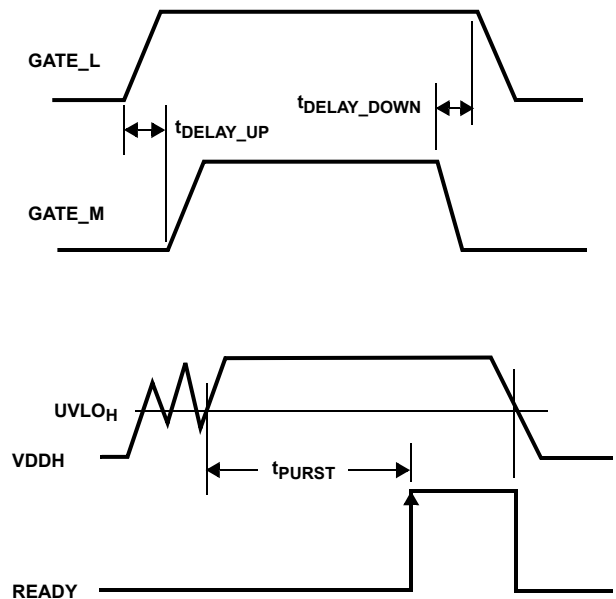 GATE_L
tDELAY_DOWN
tDELAY_UP
GATE_M
UVLOH
VDDH
tPURST
READY